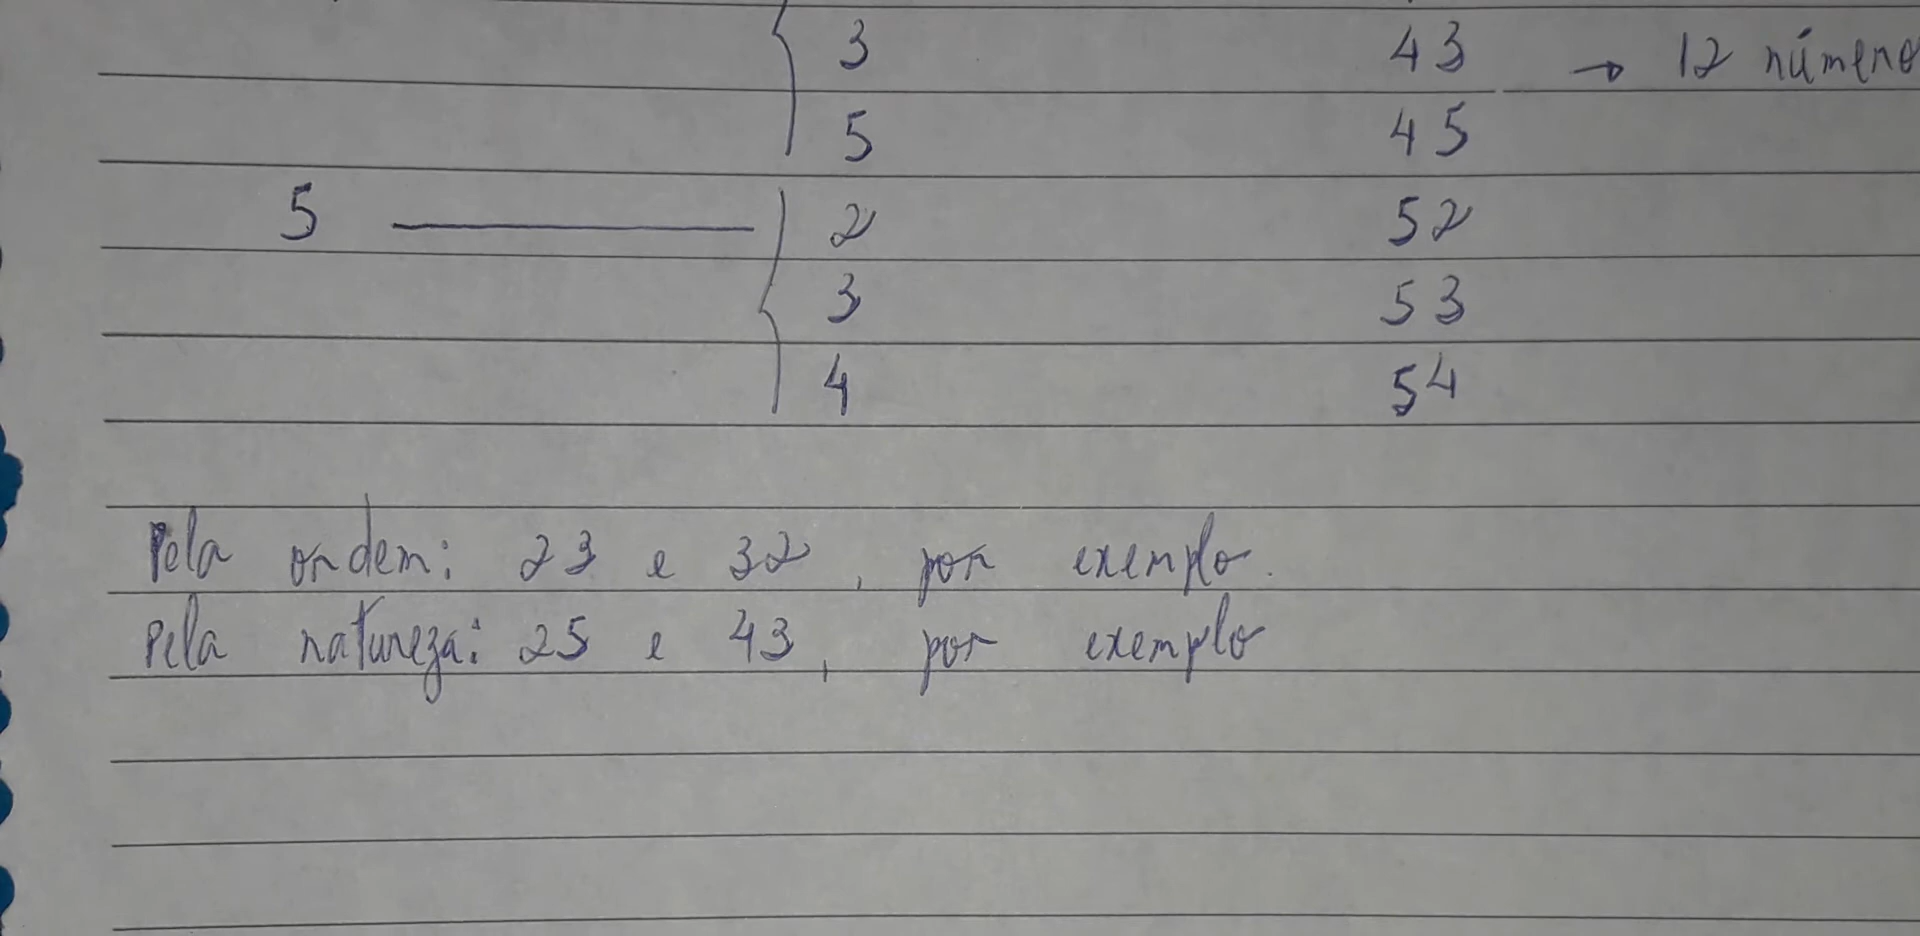 3 43 → 12 número
5 45
5 2 52
3 53
4 54
Pela ordem: 23 e 32, por exemplo.
Pela natureza: 25 e 43, por exemplo